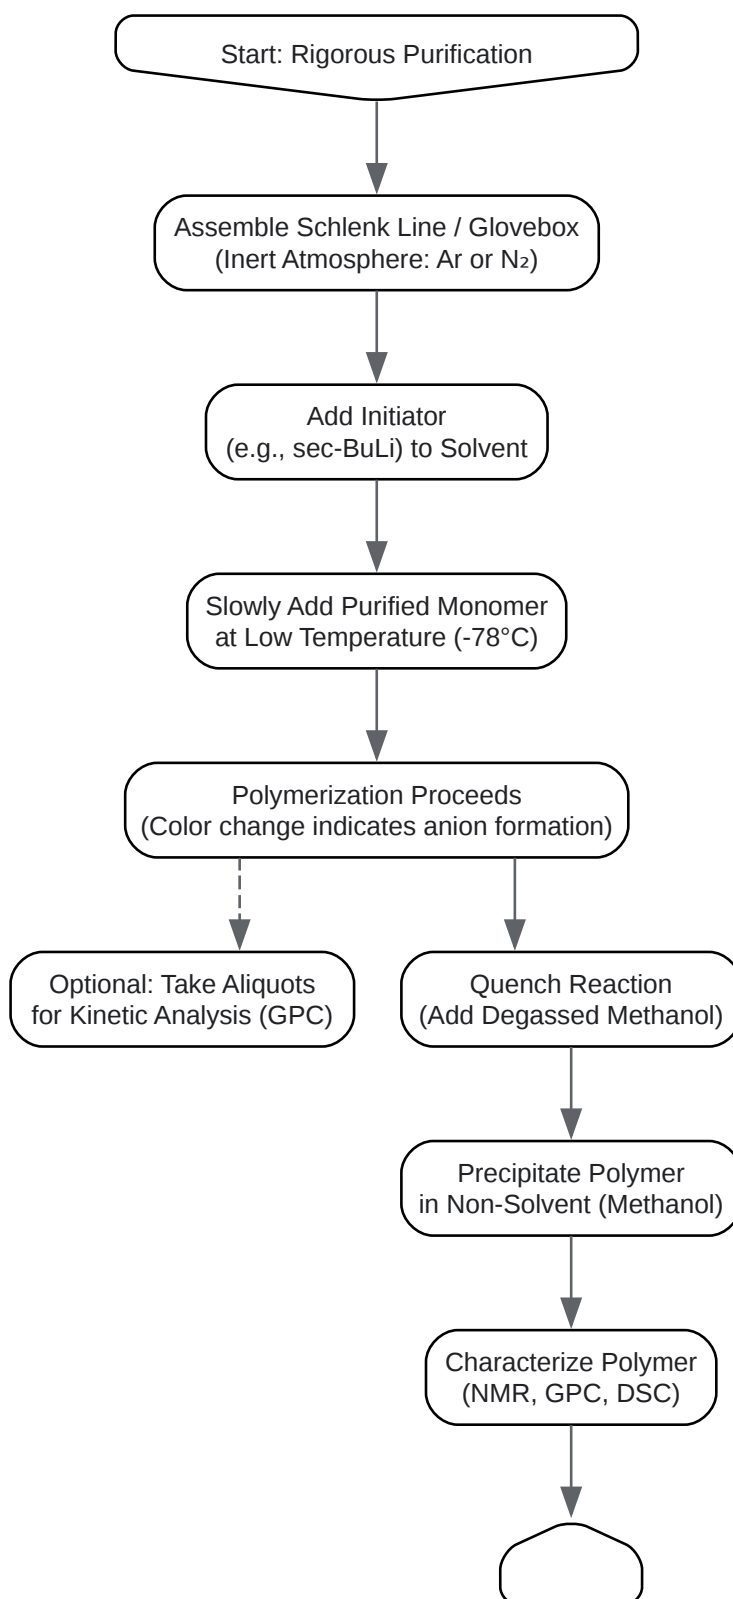 Start: Rigorous Purification
Assemble Schlenk Line / Glovebox
(Inert Atmosphere: Ar or N₂)
Add Initiator
(e.g., sec-BuLi) to Solvent
Slowly Add Purified Monomer
at Low Temperature (-78°C)
Polymerization Proceeds
(Color change indicates anion formation)
Optional: Take Aliquots
for Kinetic Analysis (GPC)
Quench Reaction
(Add Degassed Methanol)
Precipitate Polymer
in Non-Solvent (Methanol)
Characterize Polymer
(NMR, GPC, DSC)